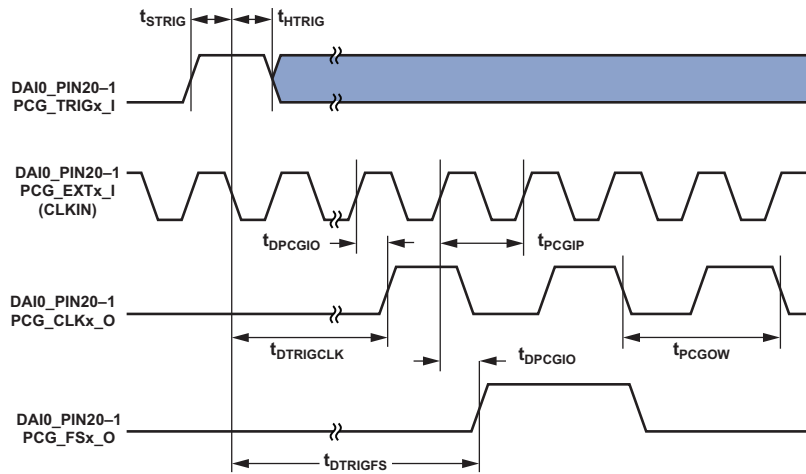 tSTRIG tHTRIG
DAI0_PIN20–1
PCG_TRIGx_I
DAI0_PIN20–1
PCG_EXTx_I
(CLKIN)
tDPCGIO tPCGIP
DAI0_PIN20–1
PCG_CLKx_O
tDTRIGCLK tDPCGIO tPCGOW
DAI0_PIN20–1
PCG_FSx_O
tDTRIGFS